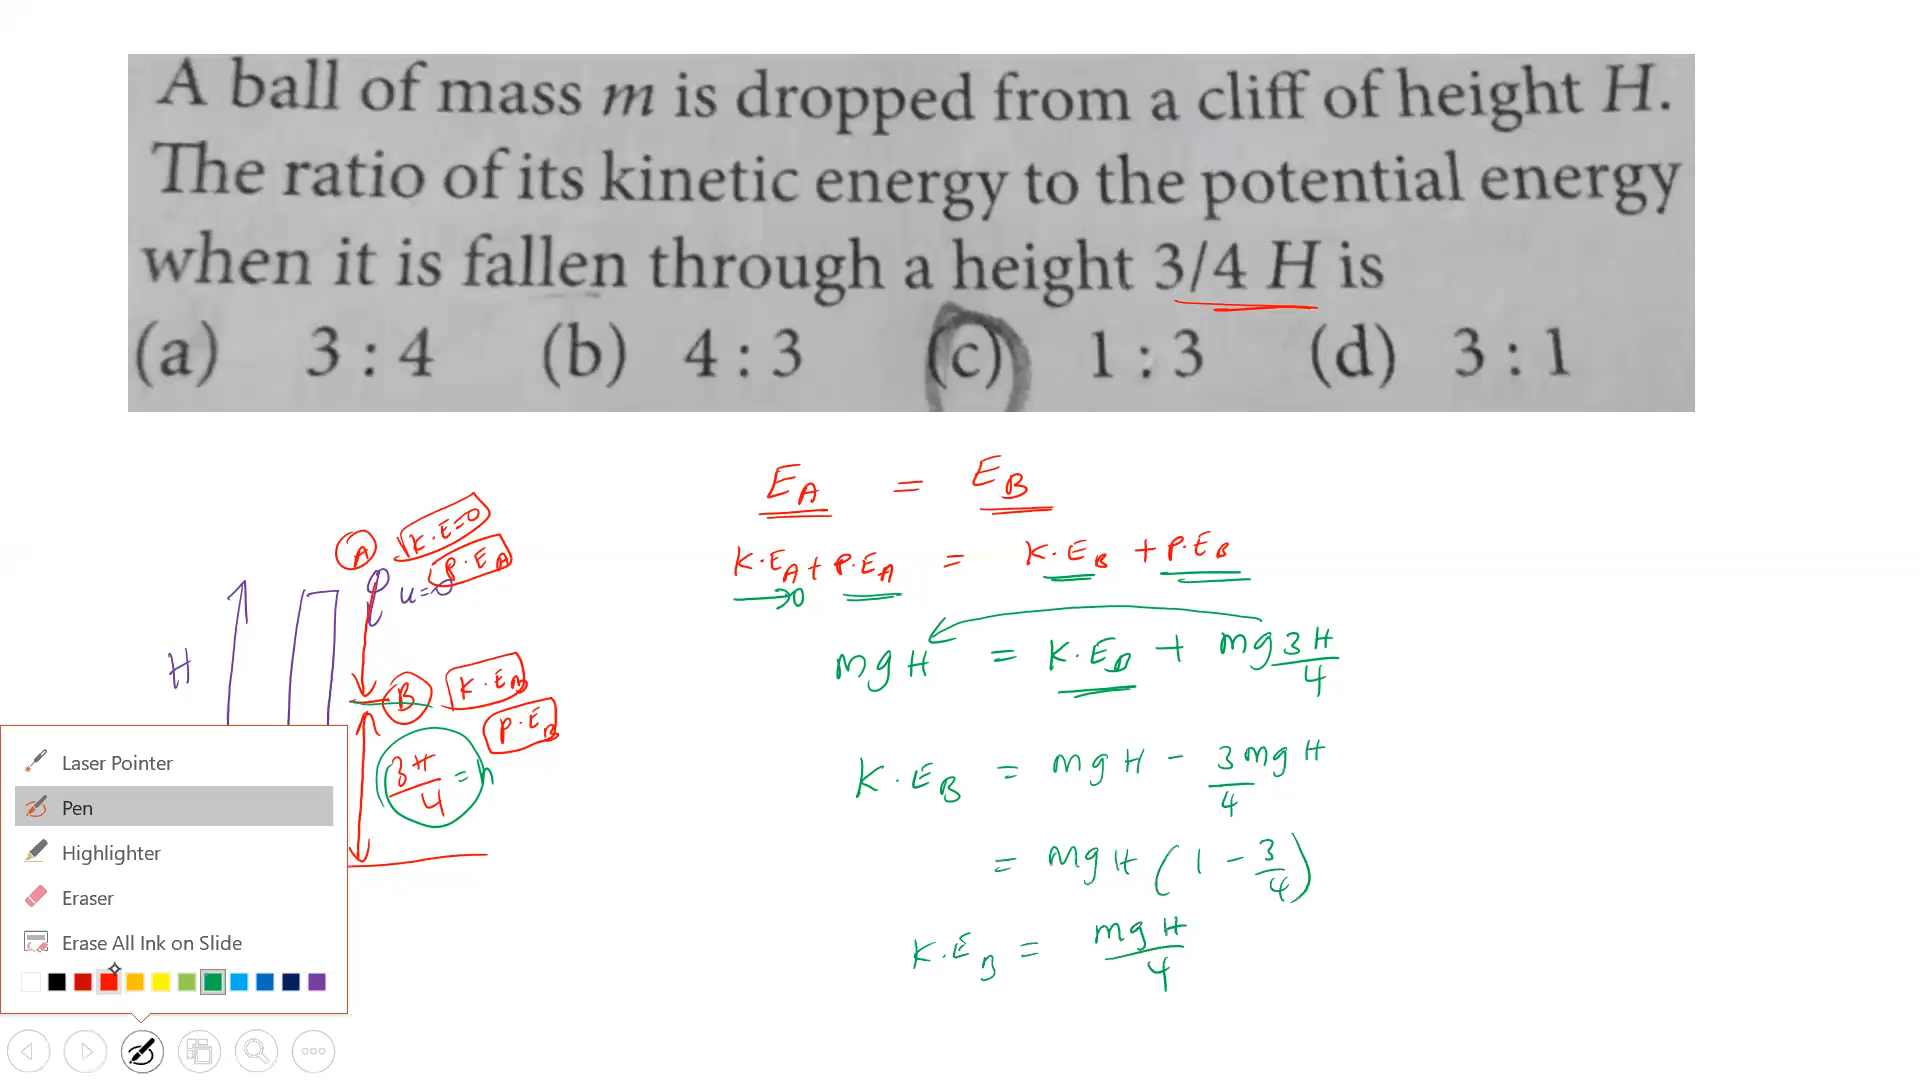 A ball of mass m is dropped from a cliff of height H.
The ratio of its kinetic energy to the potential energy
when it is fallen through a height 3/4 H is
(a) 3 : 4 (b) 4 : 3 (c) 1 : 3 (d) 3 : 1
E_A = E_B
K.E_A + P.E_A = K.E_B + P.E_B
→0
mgH = K.E_B + mg 3H/4
K.E_B = mgH - 3/4 mgH
= mgH (1 - 3/4)
K.E_B = mgH/4
A K.E=0
P.E_A
u=0
H
B K.E_B
P.E_B
3H/4 = h
Laser Pointer
Pen
Highlighter
Eraser
Erase All Ink on Slide